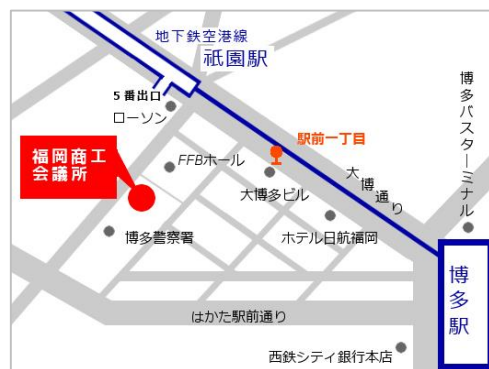 地下鉄空港線
祇園駅
5番出口
ローソン
福岡商工
会議所
FFBホール
駅前一丁目
大博多ビル
大博通り
博多バスターミナル
博多警察署
ホテル日航福岡
博多駅
はかた駅前通り
西鉄シティ銀行本店